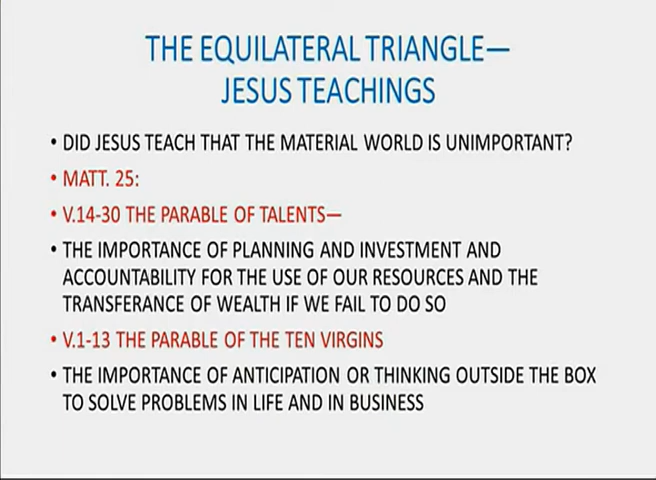 THE EQUILATERAL TRIANGLE—
JESUS TEACHINGS
• DID JESUS TEACH THAT THE MATERIAL WORLD IS UNIMPORTANT?
• MATT. 25:
• V.14-30 THE PARABLE OF TALENTS—
• THE IMPORTANCE OF PLANNING AND INVESTMENT AND
ACCOUNTABILITY FOR THE USE OF OUR RESOURCES AND THE
TRANSFERANCE OF WEALTH IF WE FAIL TO DO SO
• V.1-13 THE PARABLE OF THE TEN VIRGINS
• THE IMPORTANCE OF ANTICIPATION OR THINKING OUTSIDE THE BOX
TO SOLVE PROBLEMS IN LIFE AND IN BUSINESS